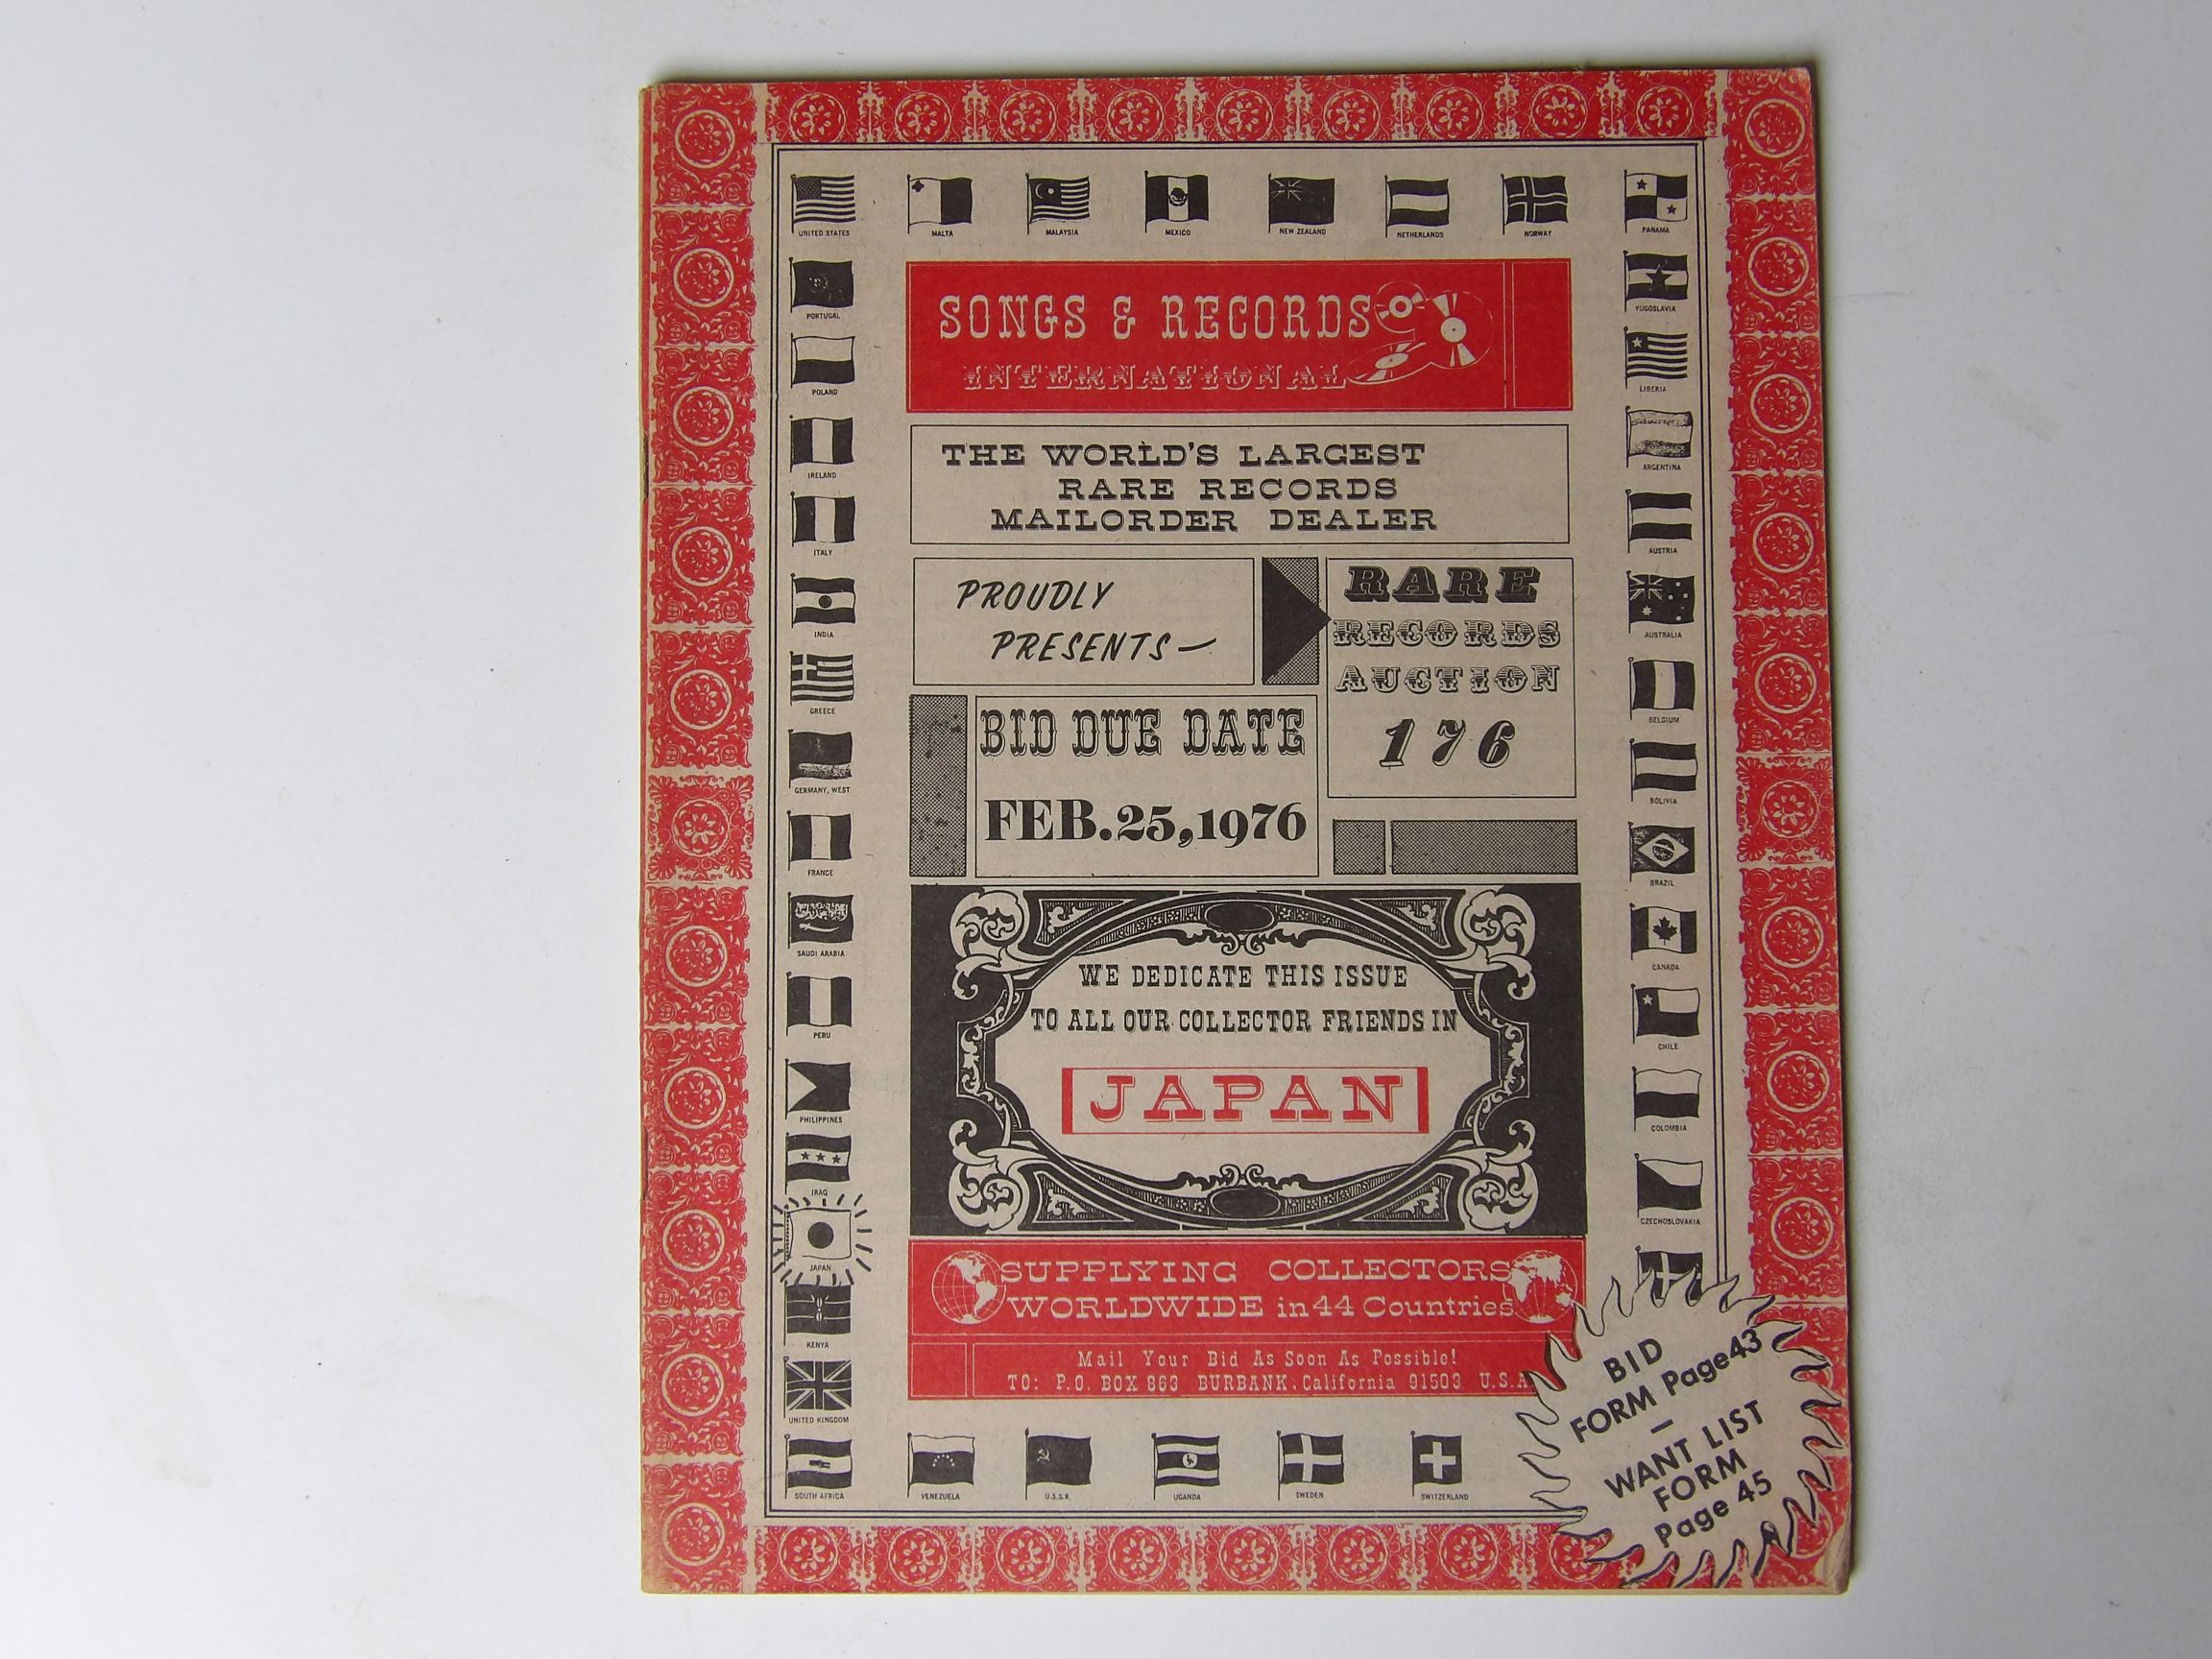 UNITED STATES
MALTA
MALAYSIA
MEXICO
NEW ZEALAND
NETHERLANDS
NORWAY
PANAMA
PORTUGAL
POLAND
IRELAND
ITALY
INDIA
GREECE
GERMANY, WEST
FRANCE
SAUDI ARABIA
PERU
PHILIPPINES
IRAQ
JAPAN
KENYA
UNITED KINGDOM
SOUTH AFRICA
SONGS & RECORDS
INTERNATIONAL
THE WORLD'S LARGEST
RARE RECORDS
MAILORDER DEALER
PROUDLY
PRESENTS—
RARE
RECORDS
AUCTION
176
BID DUE DATE
FEB.25,1976
WE DEDICATE THIS ISSUE
TO ALL OUR COLLECTOR FRIENDS IN
JAPAN
SUPPLYING COLLECTORS
WORLDWIDE in 44 Countries
Mail Your Bid As Soon As Possible!
TO: P.O. BOX 863 BURBANK, California 91503 U.S.A
YUGOSLAVIA
LIBERIA
ARGENTINA
AUSTRIA
AUSTRALIA
BELGIUM
BOLIVIA
BRAZIL
CANADA
CHILE
COLOMBIA
CZECHOSLOVAKIA
VENEZUELA
U.S.S.R.
UGANDA
SWEDEN
SWITZERLAND
BID
FORM Page 43
—
WANT LIST
FORM
Page 45